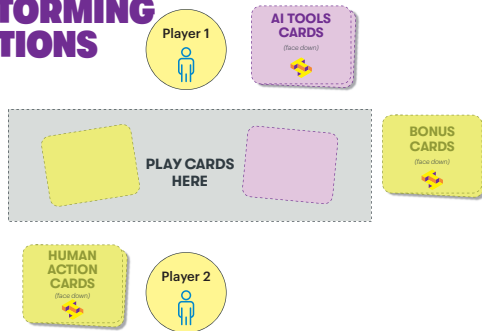 TORMING
TIONS
Player 1
AI TOOLS
CARDS
(face down)
PLAY CARDS
HERE
BONUS
CARDS
(face down)
HUMAN
ACTION
CARDS
(face down)
Player 2